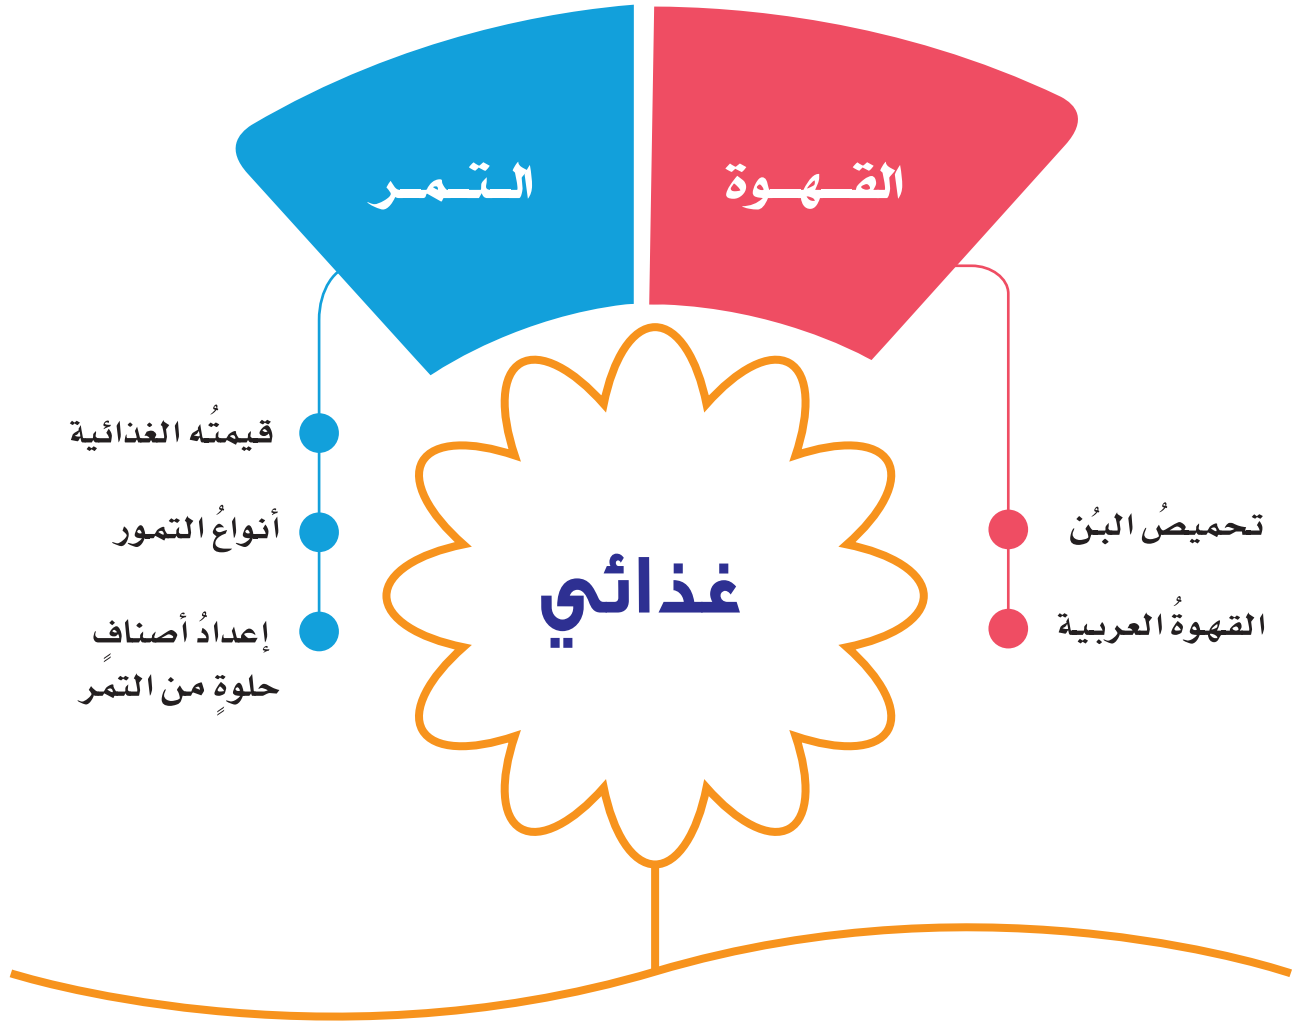 القهوة
التمر
تحميصُ البُن
القهوةُ العربية
غذائي
قيمتُه الغذائية
أنواعُ التمور
إعدادُ أصنافٍ
حلوةٍ من التمر